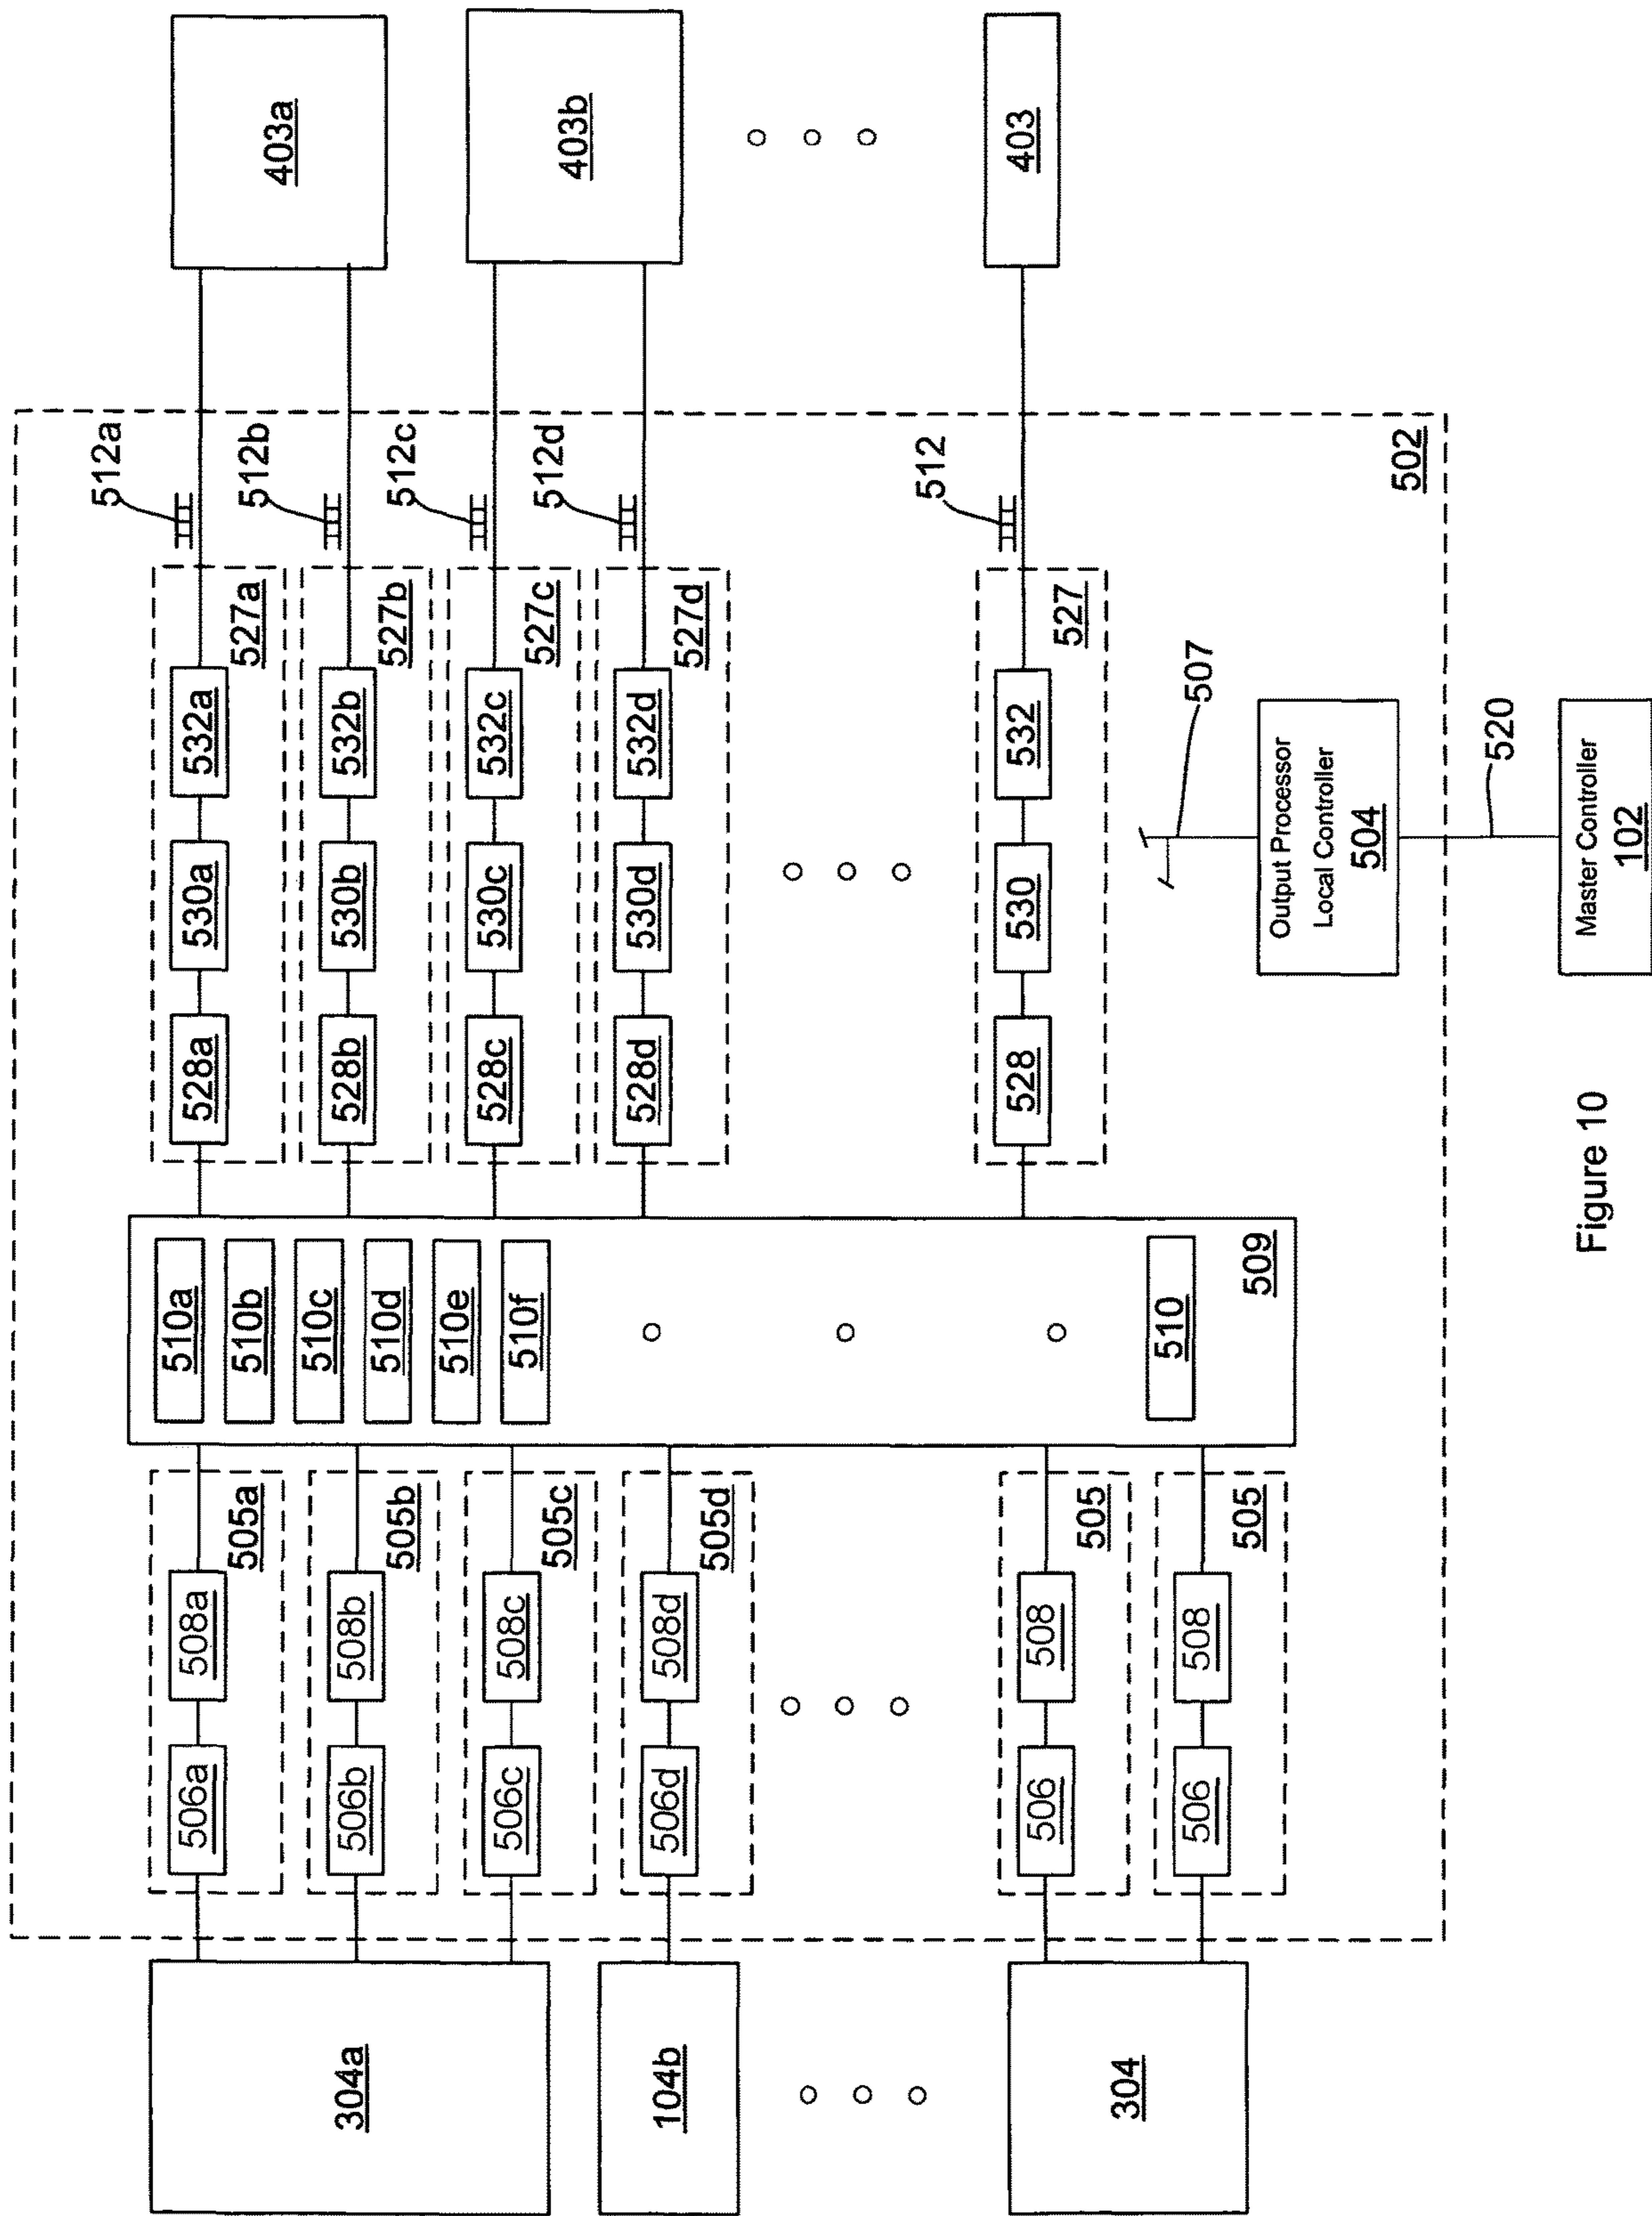 304a
104b
304
506a
508a
505a
506b
508b
505b
506c
508c
505c
506d
508d
505d
506
508
505
506
508
505
510a
510b
510c
510d
510e
510f
510
509
528a
530a
532a
527a
512a
528b
530b
532b
527b
512b
528c
530c
532c
527c
512c
528d
530d
532d
527d
512d
528
530
532
527
512
403a
403b
403
507
Output Processor
Local Controller
504
502
520
Master Controller
102
Figure 10